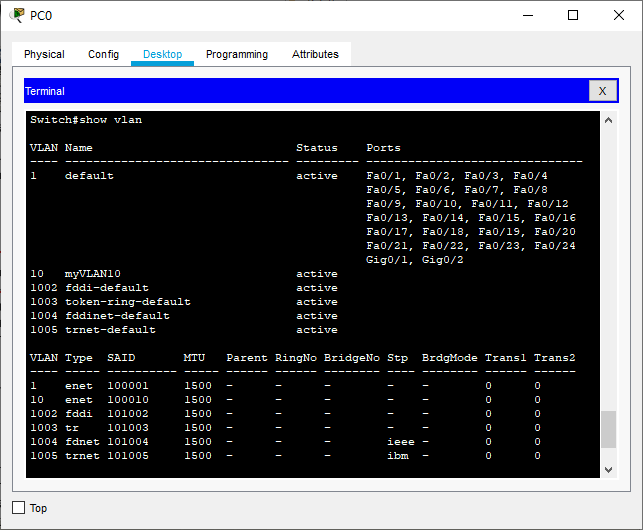 PC0
Physical Config Desktop Programming Attributes
Terminal X
Switch#show vlan
VLAN Name Status Ports
---- -------------------------------- --------- -------------------------------
1 default active Fa0/1, Fa0/2, Fa0/3, Fa0/4
Fa0/5, Fa0/6, Fa0/7, Fa0/8
Fa0/9, Fa0/10, Fa0/11, Fa0/12
Fa0/13, Fa0/14, Fa0/15, Fa0/16
Fa0/17, Fa0/18, Fa0/19, Fa0/20
Fa0/21, Fa0/22, Fa0/23, Fa0/24
Gig0/1, Gig0/2
10 myVLAN10 active
1002 fddi-default active
1003 token-ring-default active
1004 fddinet-default active
1005 trnet-default active
VLAN Type SAID MTU Parent RingNo BridgeNo Stp BrdgMode Trans1 Trans2
---- ----- ---------- ----- ------ ------ -------- ---- -------- ------ ------
1 enet 100001 1500 - - - - - 0 0
10 enet 100010 1500 - - - - - 0 0
1002 fddi 101002 1500 - - - - - 0 0
1003 tr 101003 1500 - - - - - 0 0
1004 fdnet 101004 1500 - - - ieee - 0 0
1005 trnet 101005 1500 - - - ibm - 0 0
Top